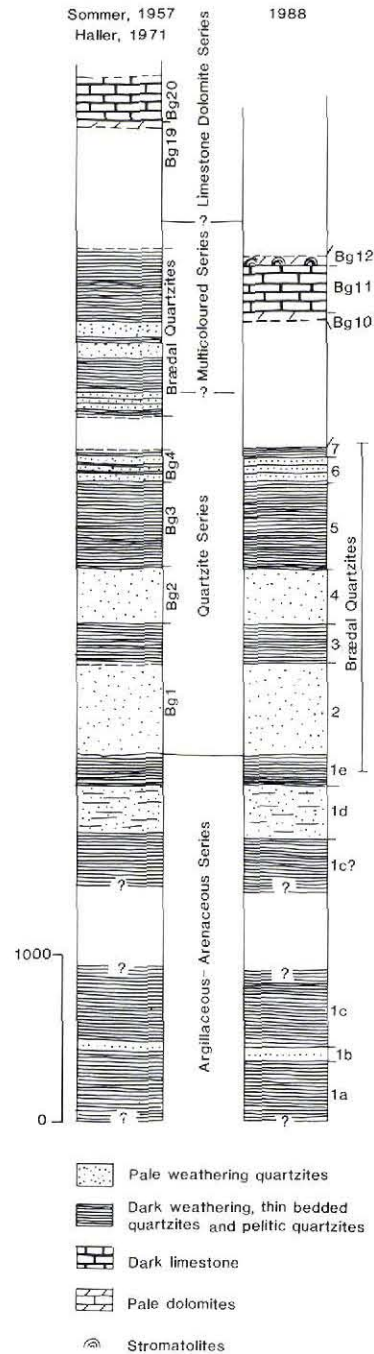 Sommer, 1957
Haller, 1971
1988
Bg20
Bg19
Limestone Dolomite Series
?
Multicoloured Series
?
Brædal Quartzites
Bg4
Bg3
Bg2
Bg1
Quartzite Series
Argillaceous-Arenaceous Series
?
?
?
1000
0
Bg12
Bg11
Bg10
7
6
5
4
3
2
1e
1d
1c?
?
?
1c
1b
1a
?
Brædal Quartzites
Pale weathering quartzites
Dark weathering, thin bedded
quartzites and pelitic quartzites
Dark limestone
Pale dolomites
Stromatolites